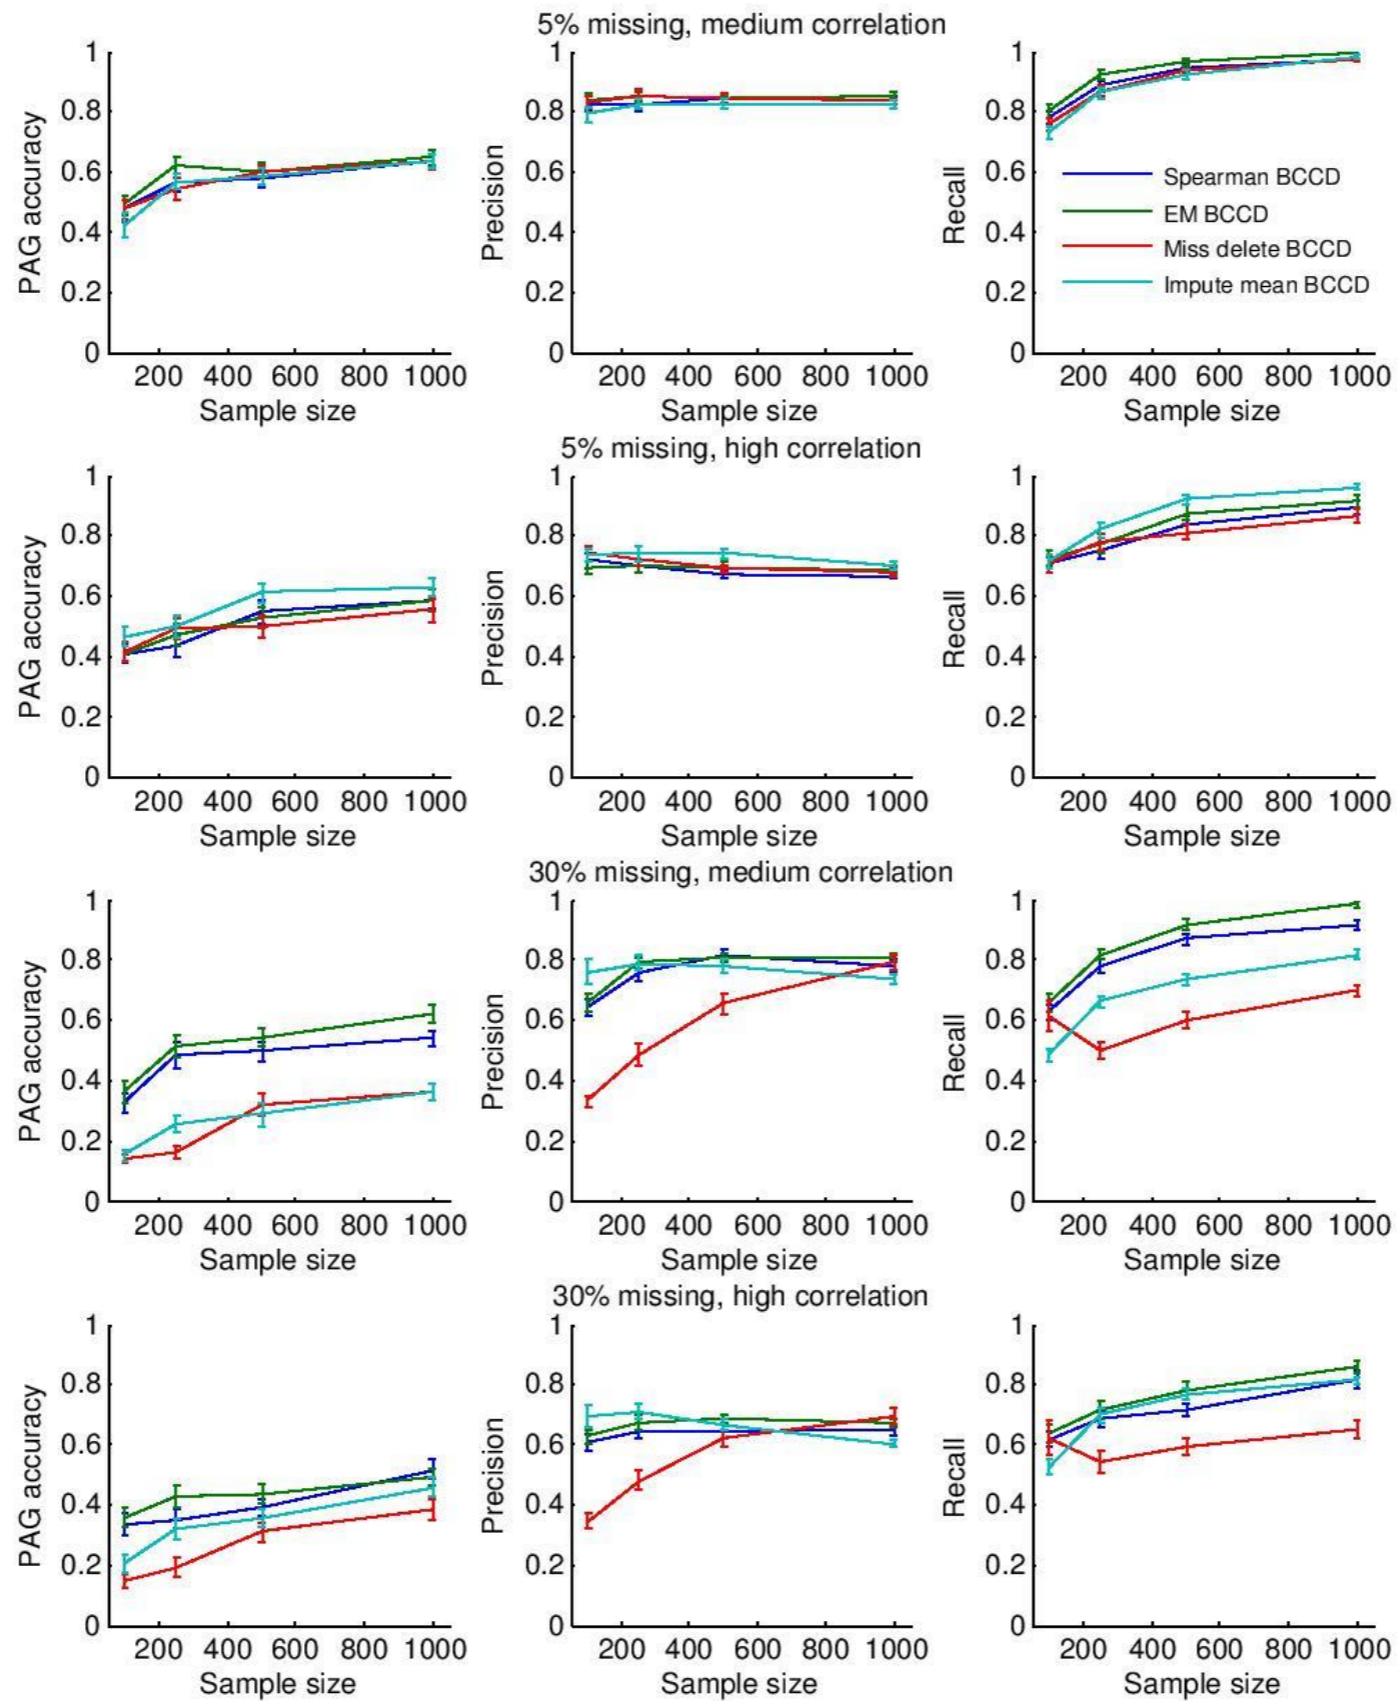 5% missing, medium correlation
PAG accuracy
1
0.8
0.6
0.4
0.2
0
200 400 600 800 1000
Sample size
Precision
1
0.8
0.6
0.4
0.2
0
200 400 600 800 1000
Sample size
Recall
1
0.8
0.6
0.4
0.2
0
Spearman BCCD
EM BCCD
Miss delete BCCD
Impute mean BCCD
200 400 600 800 1000
Sample size
5% missing, high correlation
PAG accuracy
1
0.8
0.6
0.4
0.2
0
200 400 600 800 1000
Sample size
Precision
1
0.8
0.6
0.4
0.2
0
200 400 600 800 1000
Sample size
Recall
1
0.8
0.6
0.4
0.2
0
200 400 600 800 1000
Sample size
30% missing, medium correlation
PAG accuracy
1
0.8
0.6
0.4
0.2
0
200 400 600 800 1000
Sample size
Precision
1
0.8
0.6
0.4
0.2
0
200 400 600 800 1000
Sample size
Recall
1
0.8
0.6
0.4
0.2
0
200 400 600 800 1000
Sample size
30% missing, high correlation
PAG accuracy
1
0.8
0.6
0.4
0.2
0
200 400 600 800 1000
Sample size
Precision
1
0.8
0.6
0.4
0.2
0
200 400 600 800 1000
Sample size
Recall
1
0.8
0.6
0.4
0.2
0
200 400 600 800 1000
Sample size